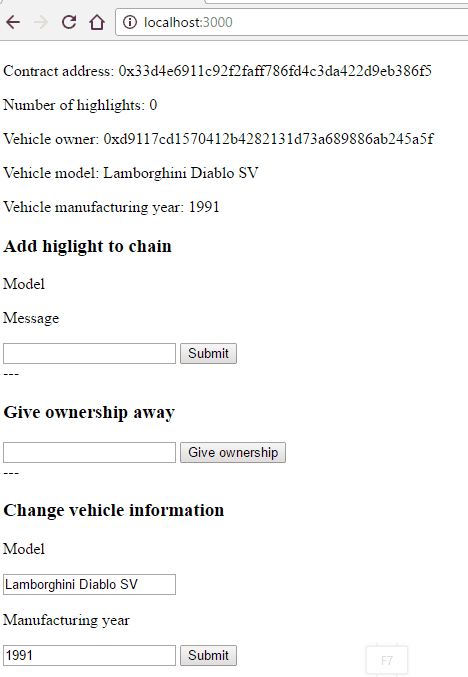 localhost:3000
Contract address: 0x33d4e6911c92f2faff786fd4c3da422d9eb386f5
Number of highlights: 0
Vehicle owner: 0xd9117cd1570412b4282131d73a689886ab245a5f
Vehicle model: Lamborghini Diablo SV
Vehicle manufacturing year: 1991
Add higlight to chain
Model
Message
Submit
---
Give ownership away
Give ownership
---
Change vehicle information
Model
Lamborghini Diablo SV
Manufacturing year
1991 Submit
F7